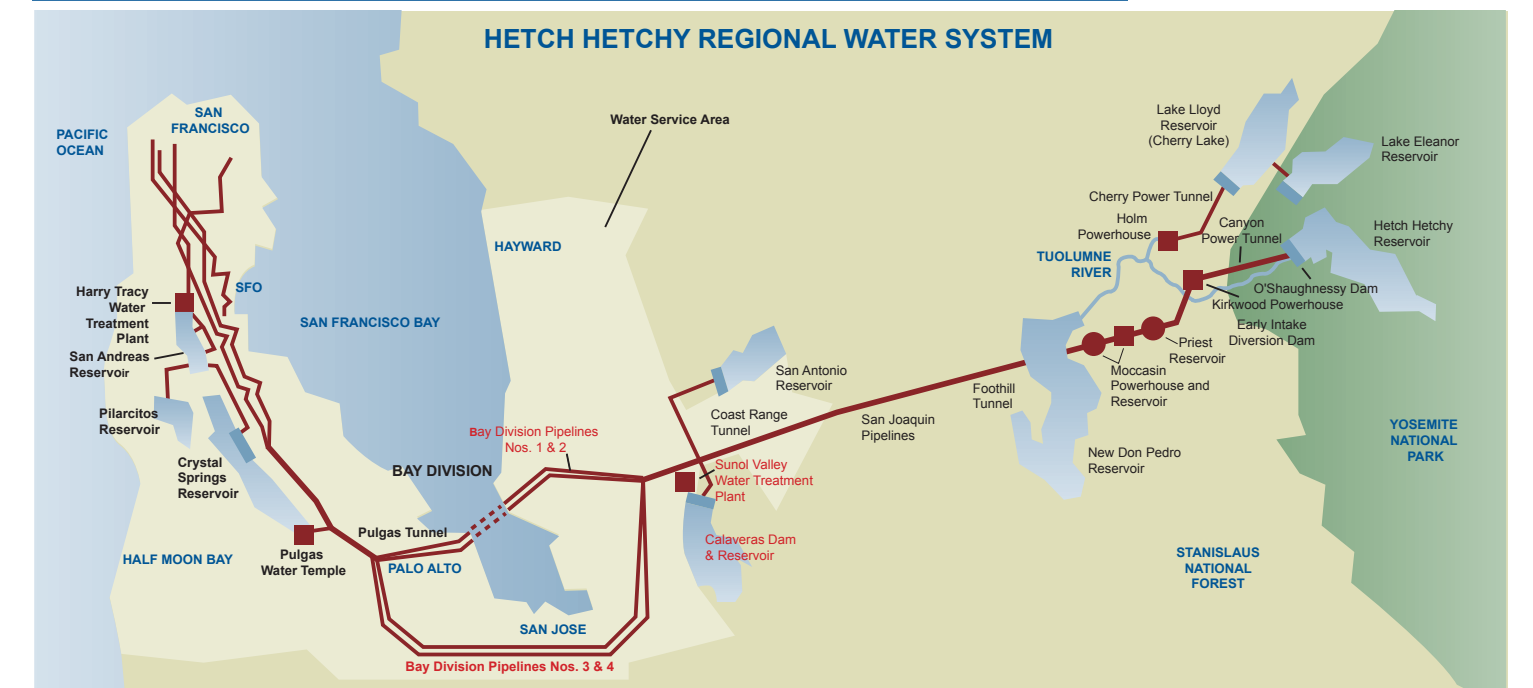 HETCH HETCHY REGIONAL WATER SYSTEM
PACIFIC
OCEAN
SAN
FRANCISCO
Water Service Area
Lake Lloyd
Reservoir
(Cherry Lake)
Lake Eleanor
Reservoir
Cherry Power Tunnel
Holm
Powerhouse
Canyon
Power Tunnel
Hetch Hetchy
Reservoir
HAYWARD
TUOLUMNE
RIVER
SFO
Harry Tracy
Water
Treatment
Plant
SAN FRANCISCO BAY
O'Shaughnessy Dam
Kirkwood Powerhouse
Early Intake
Diversion Dam
Priest
Reservoir
San Andreas
Reservoir
San Antonio
Reservoir
Moccasin
Powerhouse and
Reservoir
Foothill
Tunnel
Pilarcitos
Reservoir
Coast Range
Tunnel
San Joaquin
Pipelines
Bay Division Pipelines
Nos. 1 & 2
YOSEMITE
NATIONAL
PARK
New Don Pedro
Reservoir
Crystal
Springs
Reservoir
BAY DIVISION
Sunol Valley
Water Treatment
Plant
Pulgas Tunnel
Calaveras Dam
& Reservoir
HALF MOON BAY
Pulgas
Water Temple
PALO ALTO
STANISLAUS
NATIONAL
FOREST
SAN JOSE
Bay Division Pipelines Nos. 3 & 4